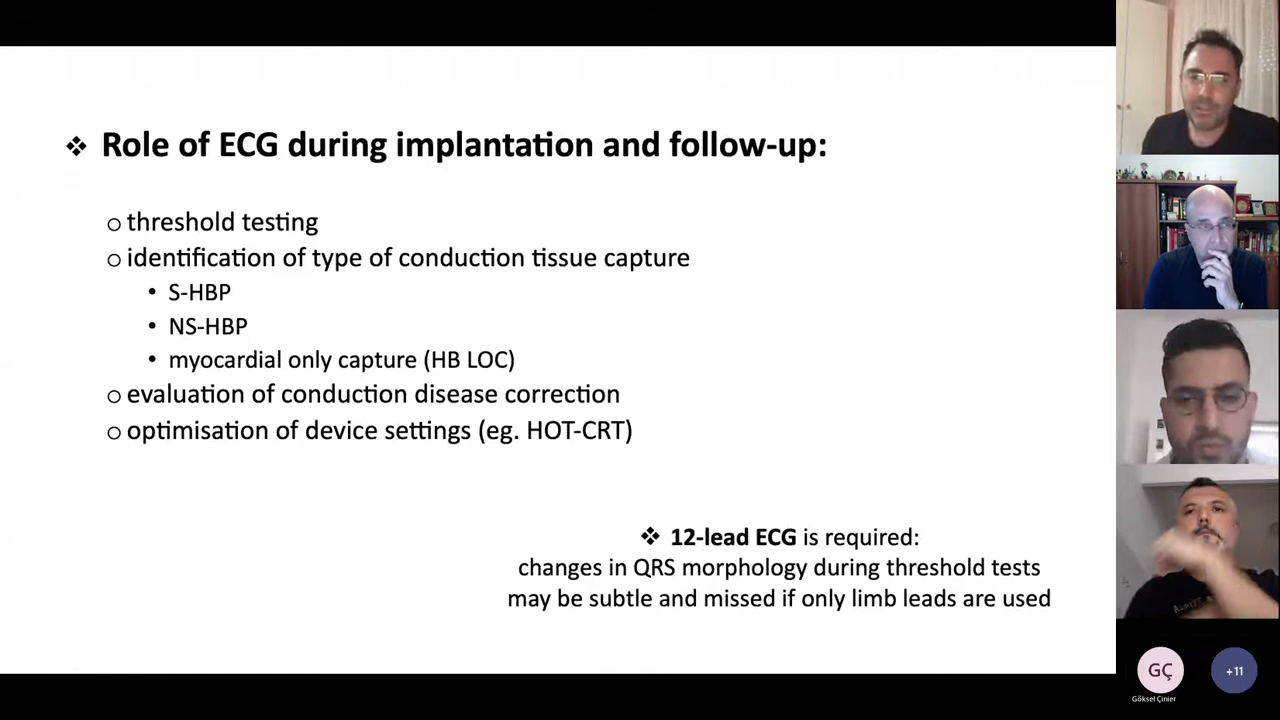 ❖ Role of ECG during implantation and follow-up:
o threshold testing
o identification of type of conduction tissue capture
• S-HBP
• NS-HBP
• myocardial only capture (HB LOC)
o evaluation of conduction disease correction
o optimisation of device settings (eg. HOT-CRT)
❖ 12-lead ECG is required:
changes in QRS morphology during threshold tests
may be subtle and missed if only limb leads are used
GÇ
+11
Göksel Çinier